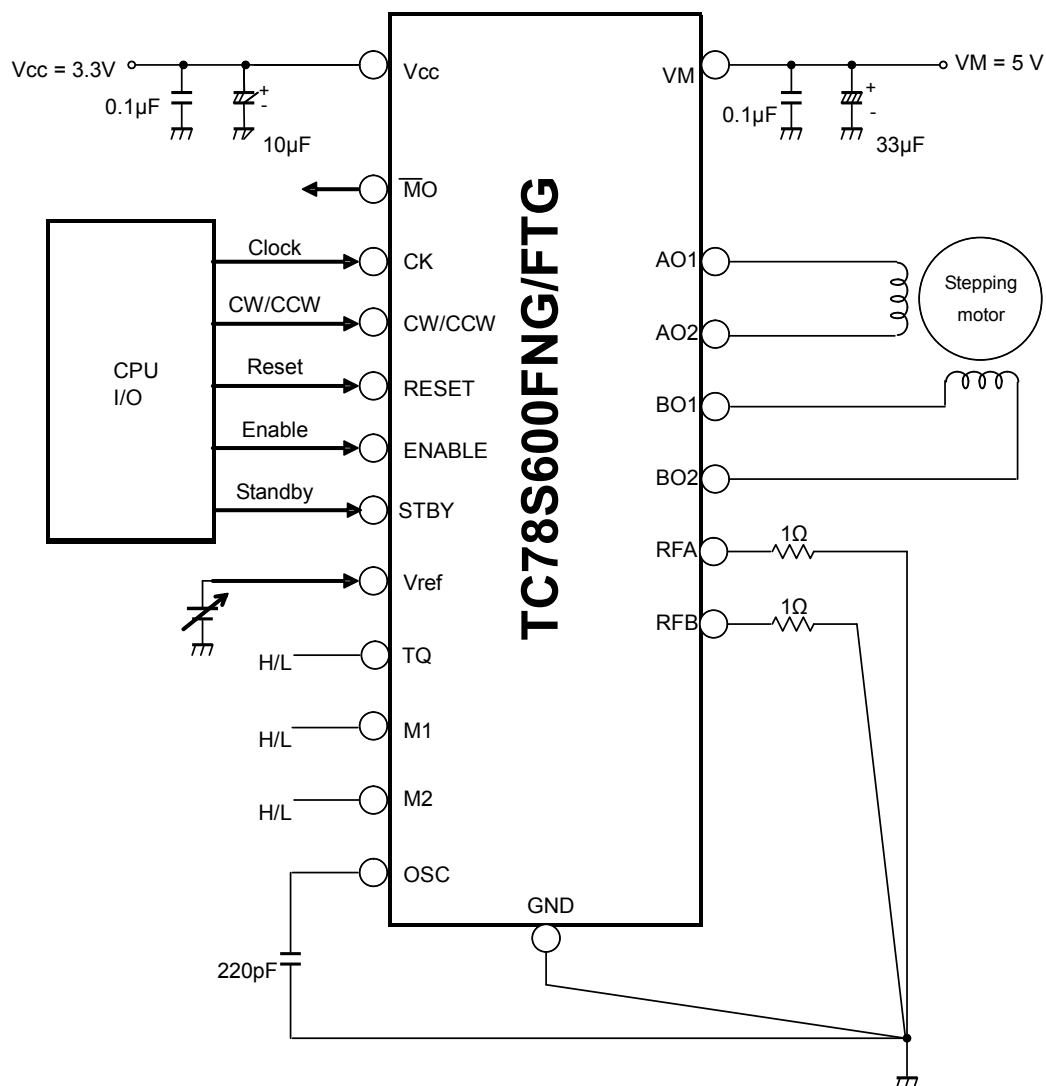 Vcc = 3.3V
0.1µF
10µF
Vcc
VM
VM = 5 V
0.1µF
33µF
MO
CPU
I/O
Clock
CW/CCW
Reset
Enable
Standby
CK
CW/CCW
RESET
ENABLE
STBY
Vref
H/L
TQ
H/L
M1
H/L
M2
OSC
220pF
TC78S600FNG/FTG
AO1
AO2
BO1
BO2
Stepping
motor
RFA
1Ω
RFB
1Ω
GND